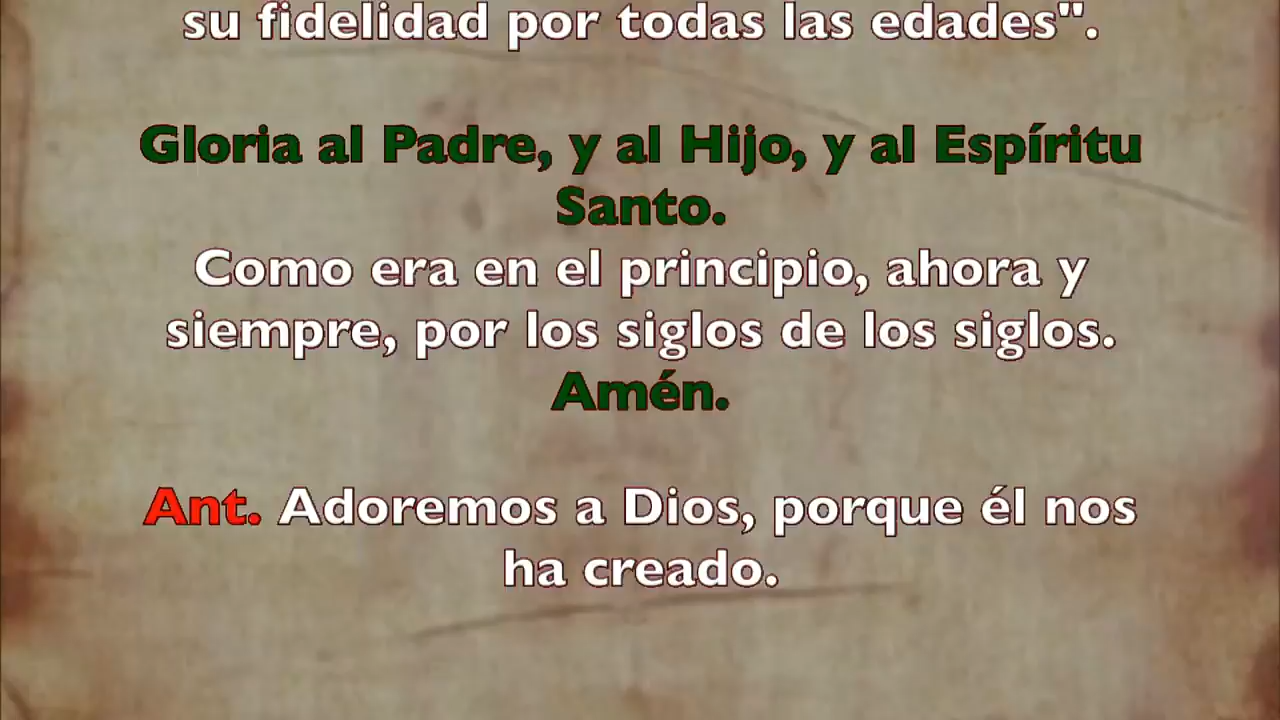 su fidelidad por todas las edades".
Gloria al Padre, y al Hijo, y al Espíritu
Santo.
Como era en el principio, ahora y
siempre, por los siglos de los siglos.
Amén.
Ant. Adoremos a Dios, porque él nos
ha creado.